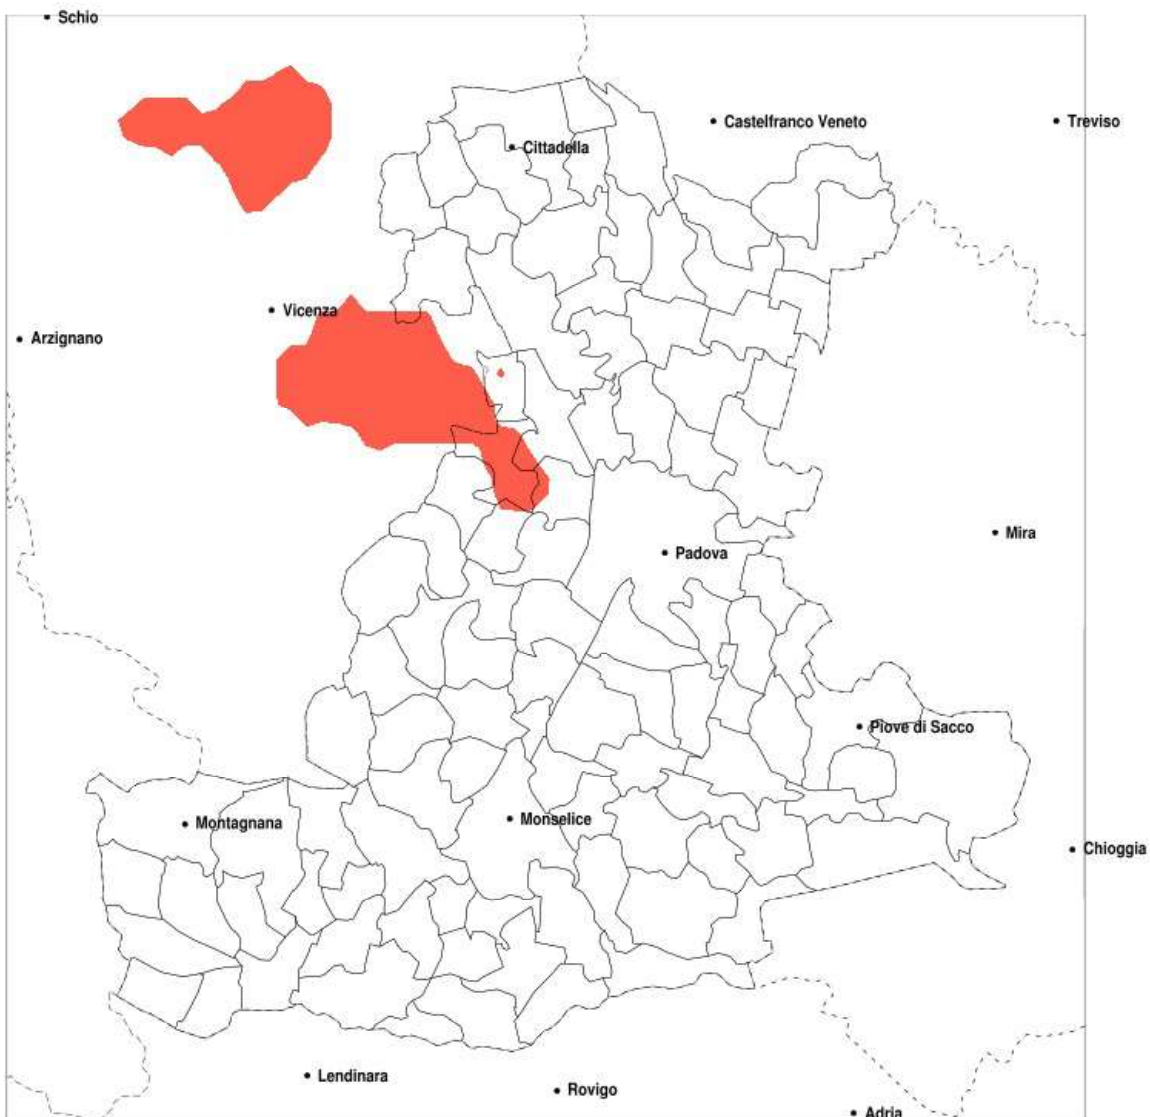 Schio
Castelfranco Veneto
Treviso
Cittadella
Vicenza
Arzignano
Mira
Padova
Piove di Sacco
Montagnana
Monselice
Chioggia
Lendinara
Rovigo
Adria